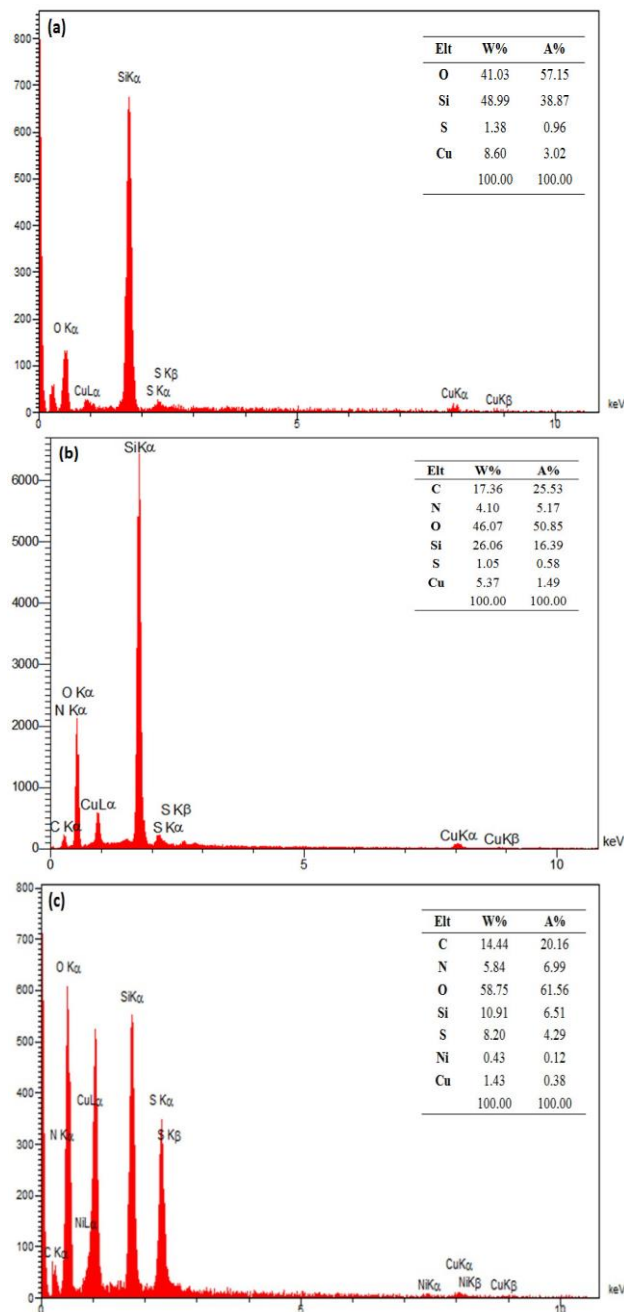 (a)
Elt W% A%
O 41.03 57.15
Si 48.99 38.87
S 1.38 0.96
Cu 8.60 3.02
100.00 100.00
800
700
600
500
400
300
200
100
0
SiKα
O Kα
CuLα
S Kβ
S Kα
CuKα
CuKβ
0 5 10 keV
(b)
Elt W% A%
C 17.36 25.53
N 4.10 5.17
O 46.07 50.85
Si 26.06 16.39
S 1.05 0.58
Cu 5.37 1.49
100.00 100.00
6000
5000
4000
3000
2000
1000
0
SiKα
O Kα
N Kα
CuLα
C Kα
S Kβ
S Kα
CuKα
CuKβ
0 5 10 keV
(c)
Elt W% A%
C 14.44 20.16
N 5.84 6.99
O 58.75 61.56
Si 10.91 6.51
S 8.20 4.29
Ni 0.43 0.12
Cu 1.43 0.38
100.00 100.00
800
700
600
500
400
300
200
100
0
O Kα
SiKα
CuLα
S Kα
N Kα
S Kβ
NiLα
C Kα
CuKα
NiKα
NiKβ
CuKβ
0 5 10 keV